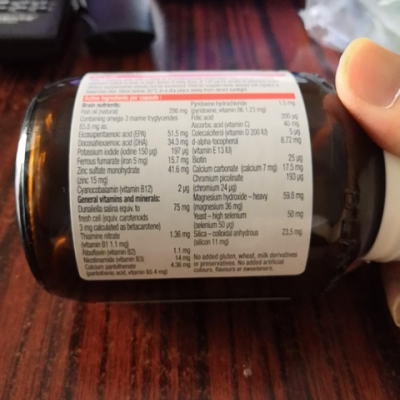 Active ingredients per capsule:
Brain nutrients:
Fish oil (natural) 296 mg
Containing omega-3 marine triglycerides
Eicosapentaenoic acid (EPA) 51.5 mg
Docosahexaenoic acid (DHA) 34.3 mg
Potassium iodide (iodine 150 µg) 197 µg
Ferrous fumarate (iron 5 mg) 15.7 mg
Zinc sulfate monohydrate 41.6 mg
(zinc 15 mg)
Cyanocobalamin (vitamin B12) 2 µg
General vitamins and minerals:
Dunaliella salina equiv. to 75 mg
fresh cell (equiv. carotenoids
3 mg calculated as betacarotene)
Thiamine nitrate 1.36 mg
(vitamin B1 1.1 mg)
Riboflavin (vitamin B2) 1.1 mg
Nicotinamide (vitamin B3) 14 mg
Calcium pantothenate 4.36 mg
(pantothenic acid, vitamin B5 4 mg)
Pyridoxine hydrochloride 1.5 mg
(pyridoxine, vitamin B6 1.23 mg)
Folic acid 200 µg
Ascorbic acid (vitamin C) 40 mg
Colecalciferol (vitamin D 200 IU) 5 µg
d-alpha-tocopherol 8.72 mg
(vitamin E 13 IU)
Biotin 25 µg
Calcium carbonate (calcium 7 mg) 17.5 mg
Chromium picolinate 193 µg
(chromium 24 µg)
Magnesium hydroxide – heavy 59.8 mg
(magnesium 36 mg)
Yeast – high selenium 50 mg
(selenium 50 µg)
Silica – colloidal anhydrous 23.5 mg
(silicon 11 mg)
No added gluten, wheat, milk derivatives
or preservatives. No added artificial
colours, flavours or sweeteners.